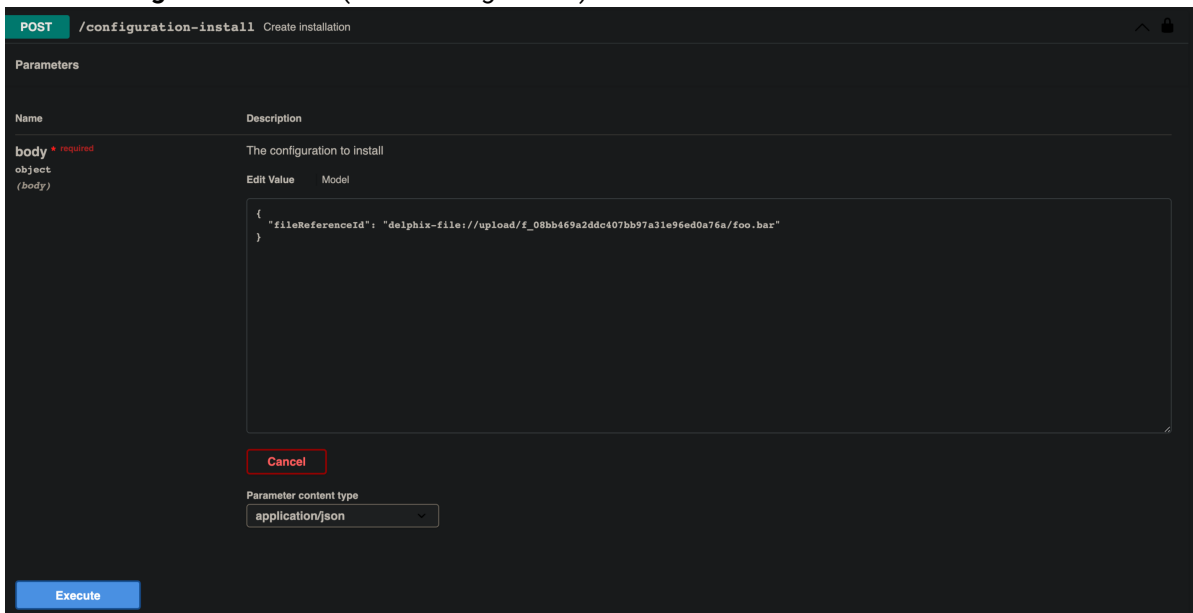 POST /configuration-install Create installation
Parameters
Name Description
body * required The configuration to install
object
(body)
Edit Value Model
{
"fileReferenceId": "delphix-file://upload/f_08bb469a2ddc407bb97a31e96ed0a76a/foo.bar"
}
Cancel
Parameter content type
application/json
Execute